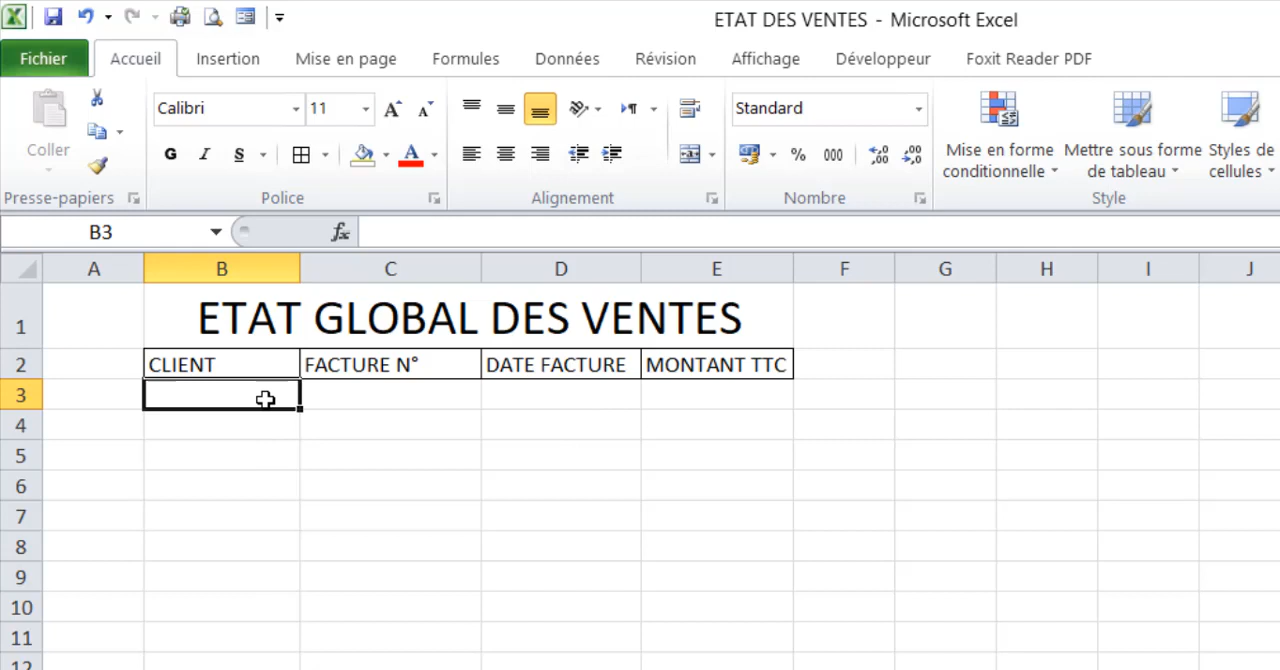 ETAT DES VENTES - Microsoft Excel
Fichier Accueil Insertion Mise en page Formules Données Révision Affichage Développeur Foxit Reader PDF
Coller
Presse-papiers
Calibri 11
G I S A
Police
Alignement
Standard
% 000 ,00 ,00
Nombre
Mise en forme conditionnelle
Mettre sous forme de tableau
Styles de cellules
Style
B3 fx
A B C D E F G H I J
1 ETAT GLOBAL DES VENTES
2 CLIENT FACTURE N° DATE FACTURE MONTANT TTC
3
4
5
6
7
8
9
10
11
12